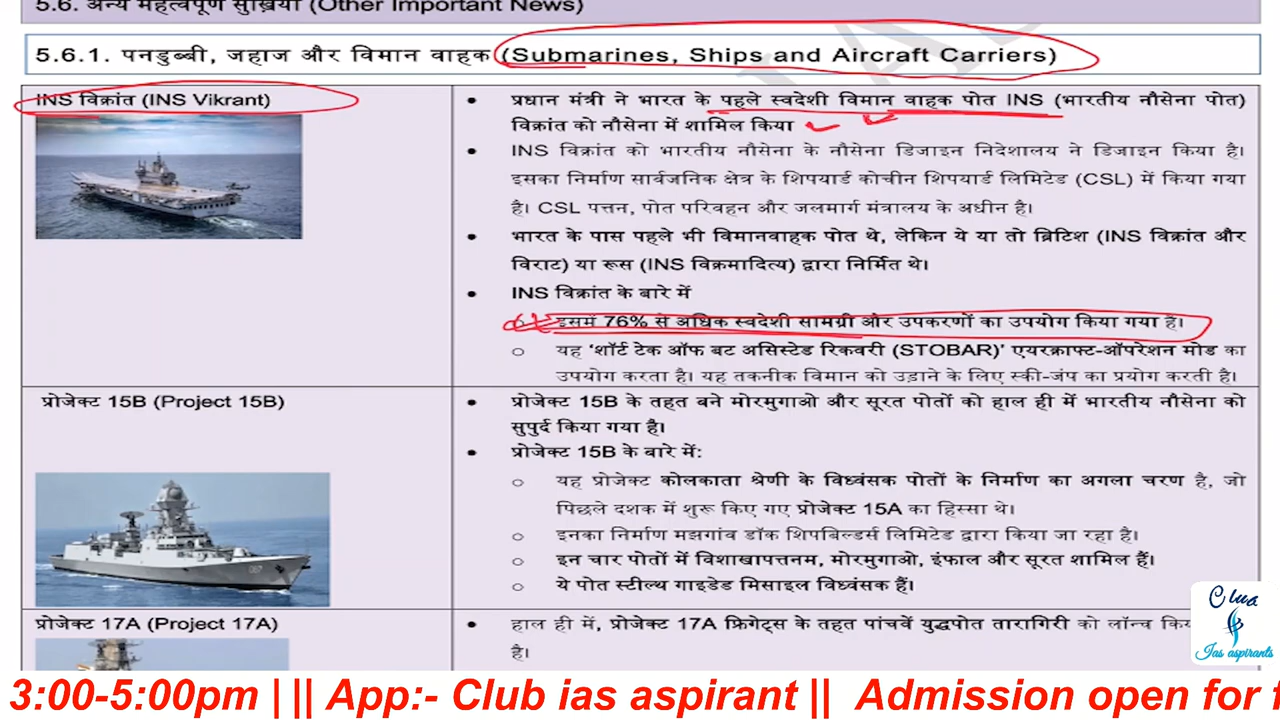 5.6. अन्य महत्वपूर्ण सुर्ख़ियां (Other Important News)
5.6.1. पनडुब्बी, जहाज और विमान वाहक (Submarines, Ships and Aircraft Carriers)
INS विक्रांत (INS Vikrant)
• प्रधान मंत्री ने भारत के पहले स्वदेशी विमान वाहक पोत INS (भारतीय नौसेना पोत)
विक्रांत को नौसेना में शामिल किया
• INS विक्रांत को भारतीय नौसेना के नौसेना डिजाइन निदेशालय ने डिजाइन किया है।
इसका निर्माण सार्वजनिक क्षेत्र के शिपयार्ड कोचीन शिपयार्ड लिमिटेड (CSL) में किया गया
है। CSL पत्तन, पोत परिवहन और जलमार्ग मंत्रालय के अधीन है।
• भारत के पास पहले भी विमानवाहक पोत थे, लेकिन ये या तो ब्रिटिश (INS विक्रांत और
विराट) या रूस (INS विक्रमादित्य) द्वारा निर्मित थे।
• INS विक्रांत के बारे में
इसमें 76% से अधिक स्वदेशी सामग्री और उपकरणों का उपयोग किया गया है।
o यह 'शॉर्ट टेक ऑफ बट असिस्टेड रिकवरी (STOBAR)' एयरक्राफ्ट-ऑपरेशन मोड का
उपयोग करता है। यह तकनीक विमान को उड़ाने के लिए स्की-जंप का प्रयोग करती है।
प्रोजेक्ट 15B (Project 15B)
• प्रोजेक्ट 15B के तहत बने मोरमुगाओ और सूरत पोतों को हाल ही में भारतीय नौसेना को
सुपुर्द किया गया है।
• प्रोजेक्ट 15B के बारे में:
o यह प्रोजेक्ट कोलकाता श्रेणी के विध्वंसक पोतों के निर्माण का अगला चरण है, जो
पिछले दशक में शुरू किए गए प्रोजेक्ट 15A का हिस्सा थे।
o इनका निर्माण मझगांव डॉक शिपबिल्डर्स लिमिटेड द्वारा किया जा रहा है।
o इन चार पोतों में विशाखापत्तनम, मोरमुगाओ, इंफाल और सूरत शामिल हैं।
o ये पोत स्टील्थ गाइडेड मिसाइल विध्वंसक हैं।
प्रोजेक्ट 17A (Project 17A)
• हाल ही में, प्रोजेक्ट 17A फ्रिगेट्स के तहत पांचवें युद्धपोत तारागिरी को लॉन्च
है।
Club
Ias aspirants
3:00-5:00pm | || App:- Club ias aspirant || Admission open for